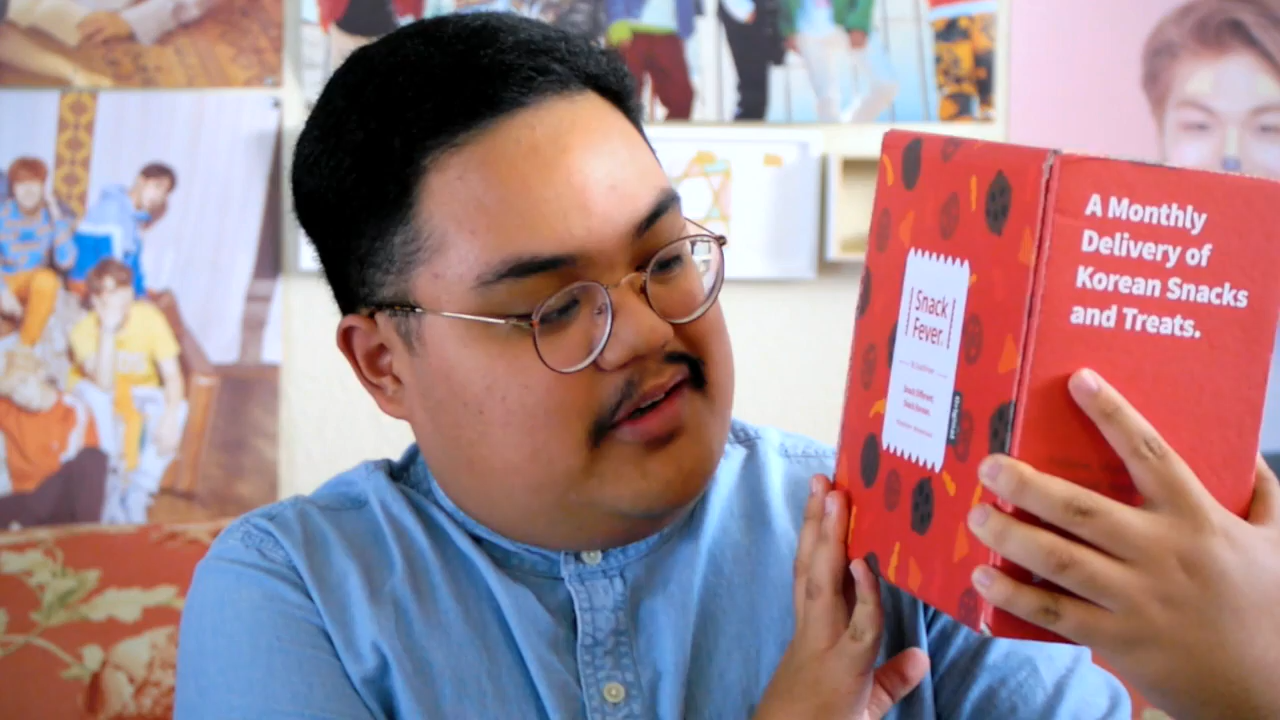 Snack
Fever.
A Monthly
Delivery of
Korean Snacks
and Treats.